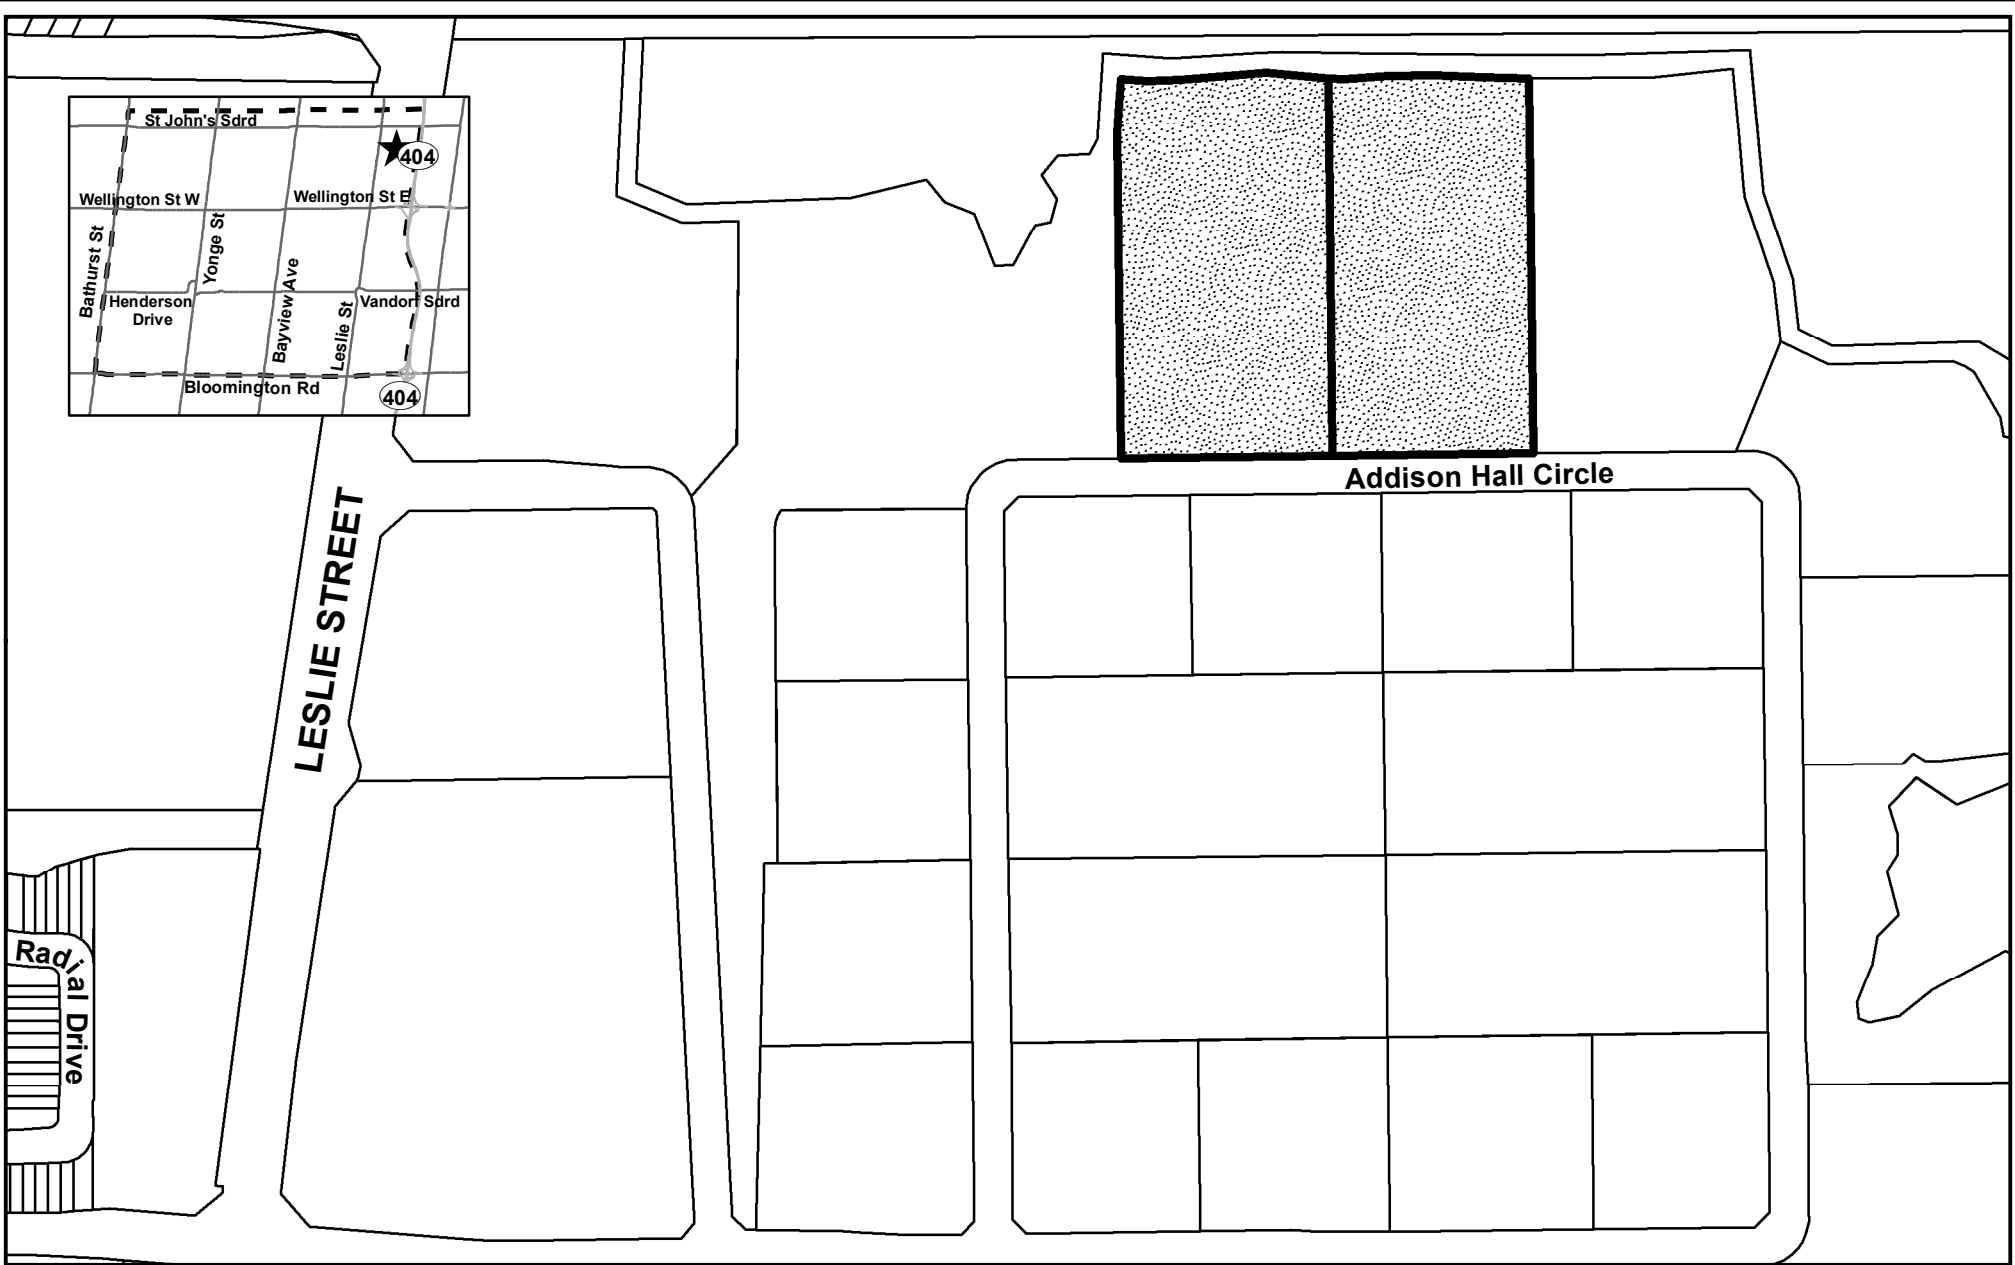 St John's Sdrd
404
Wellington St W
Wellington St E
Bathurst St
Yonge St
Bayview Ave
Leslie St
Henderson
Drive
Vandorf Sdrd
Bloomington Rd
404
Addison Hall Circle
LESLIE STREET
Radial Drive